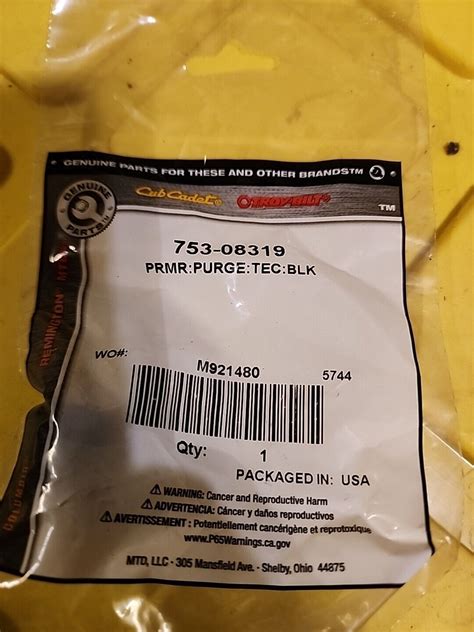 GENUINE PARTS FOR THESE AND OTHER BRANDS™
GENUINE
PARTS
Cub Cadet®
TROY-BILT®
™
REMINGTON
753-08319
PRMR:PURGE:TEC:BLK
WO#:
M921480
5744
Qty: 1
PACKAGED IN: USA
WARNING: Cancer and Reproductive Harm
ADVERTENCIA: Cáncer y daños reproductivos
AVERTISSEMENT : Potentiellement cancérigène et reprotoxique
www.P65Warnings.ca.gov
MTD, LLC · 305 Mansfield Ave. · Shelby, Ohio 44875